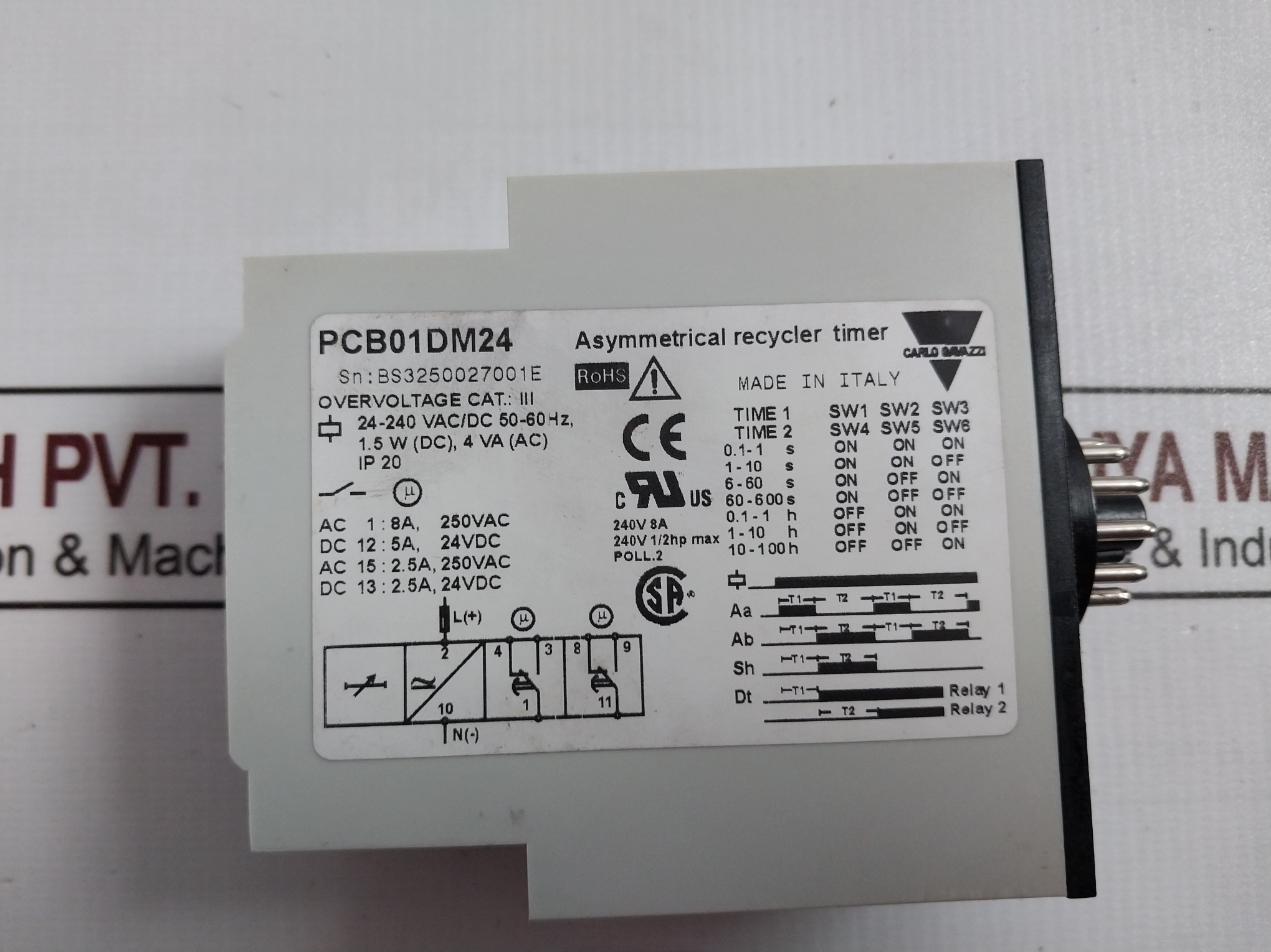 PCB01DM24
Asymmetrical recycler timer
CARLO GAVAZZI
Sn:BS3250027001E
RoHS
MADE IN ITALY
OVERVOLTAGE CAT.: III
24-240 VAC/DC 50-60Hz,
1.5 W (DC), 4 VA (AC)
IP 20
µ
AC 1 : 8A, 250VAC
DC 12 : 5A, 24VDC
AC 15 : 2.5A, 250VAC
DC 13 : 2.5A, 24VDC
CE
C RU US
240V 8A
240V 1/2hp max
POLL.2
SA ®
TIME 1 SW1 SW2 SW3
TIME 2 SW4 SW5 SW6
0.1-1 s ON ON ON
1-10 s ON ON OFF
6-60 s ON OFF ON
60-600 s ON OFF OFF
0.1-1 h OFF ON ON
1-10 h OFF ON OFF
10-100 h OFF OFF ON
L(+) µ µ
2 4 3 8 9
10 1 11
N(-)
Aa T1 T2 T1 T2
Ab T1 T2 T1 T2
Sh T1 T2
Dt T1 Relay 1
T2 Relay 2
H PVT.
on & Mach
YA M
& Indu